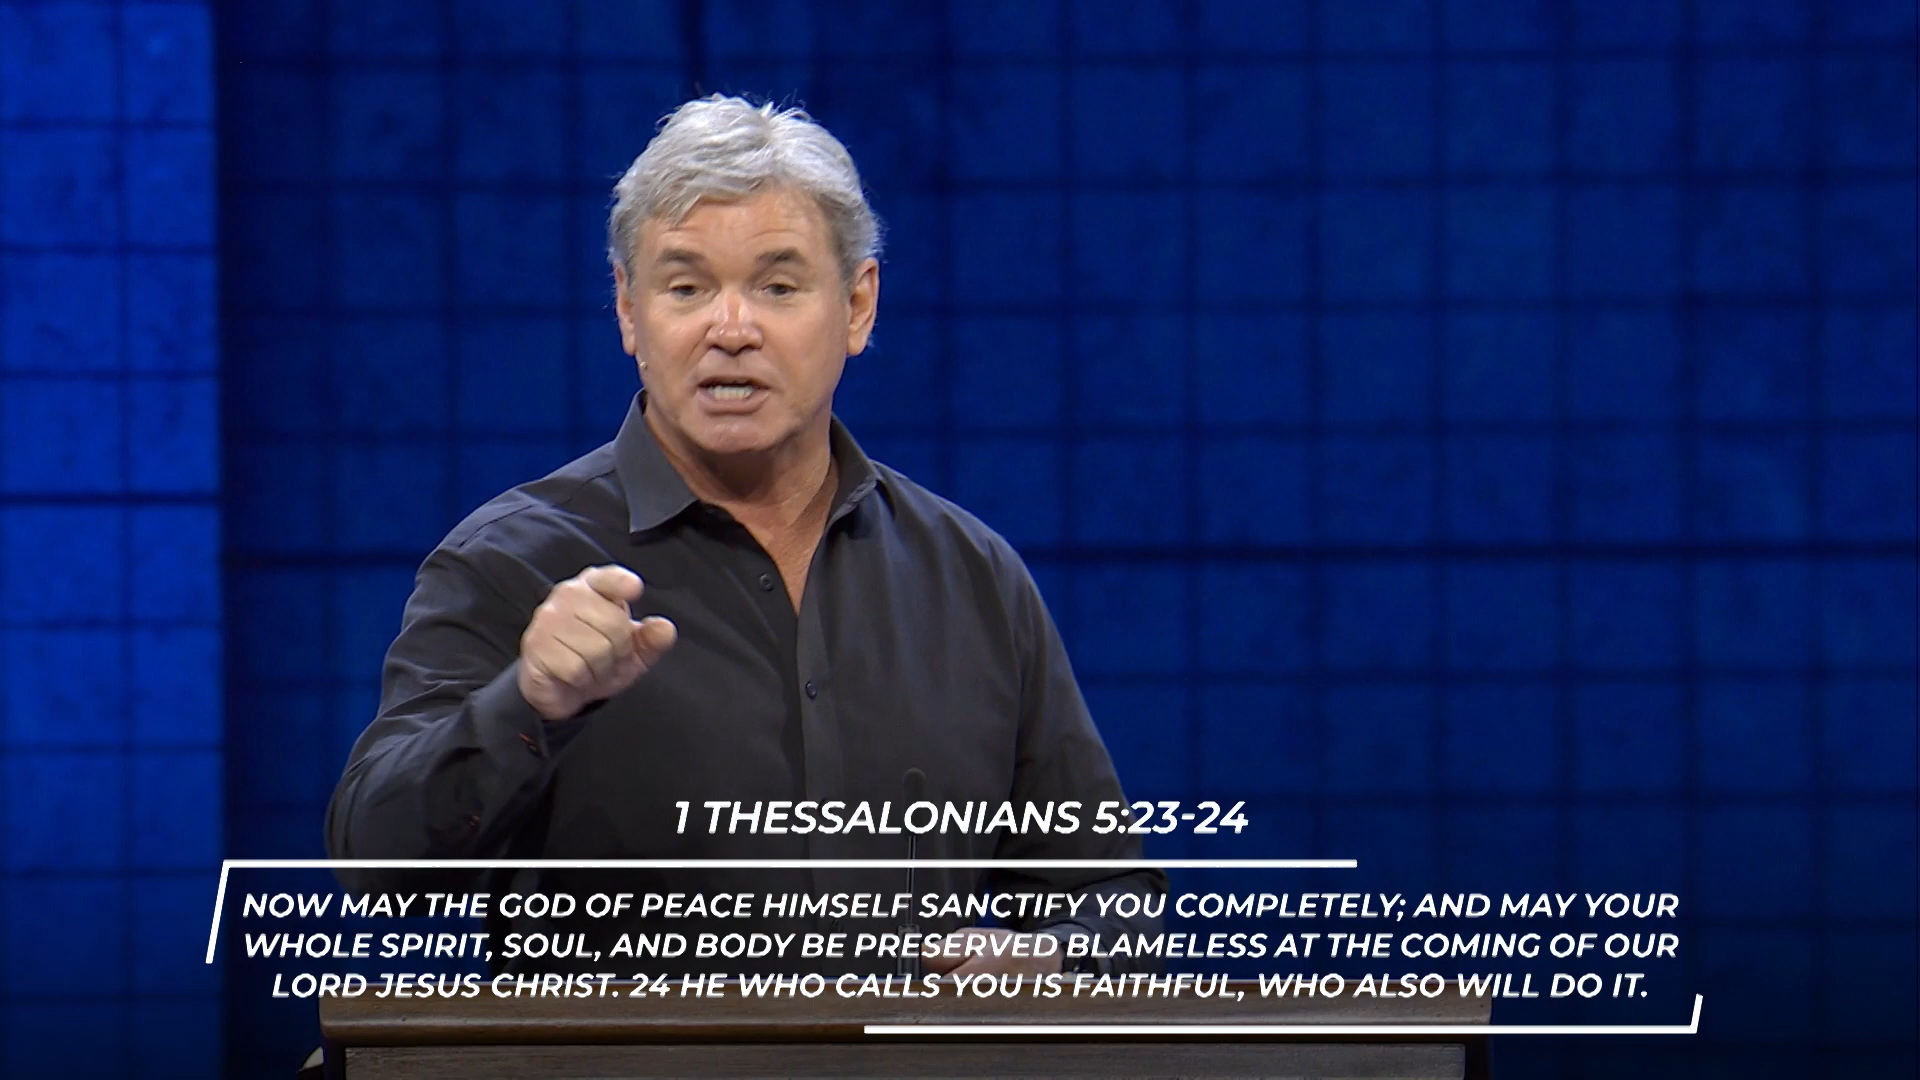 1 THESSALONIANS 5:23-24
NOW MAY THE GOD OF PEACE HIMSELF SANCTIFY YOU COMPLETELY; AND MAY YOUR
WHOLE SPIRIT, SOUL, AND BODY BE PRESERVED BLAMELESS AT THE COMING OF OUR
LORD JESUS CHRIST. 24 HE WHO CALLS YOU IS FAITHFUL, WHO ALSO WILL DO IT.